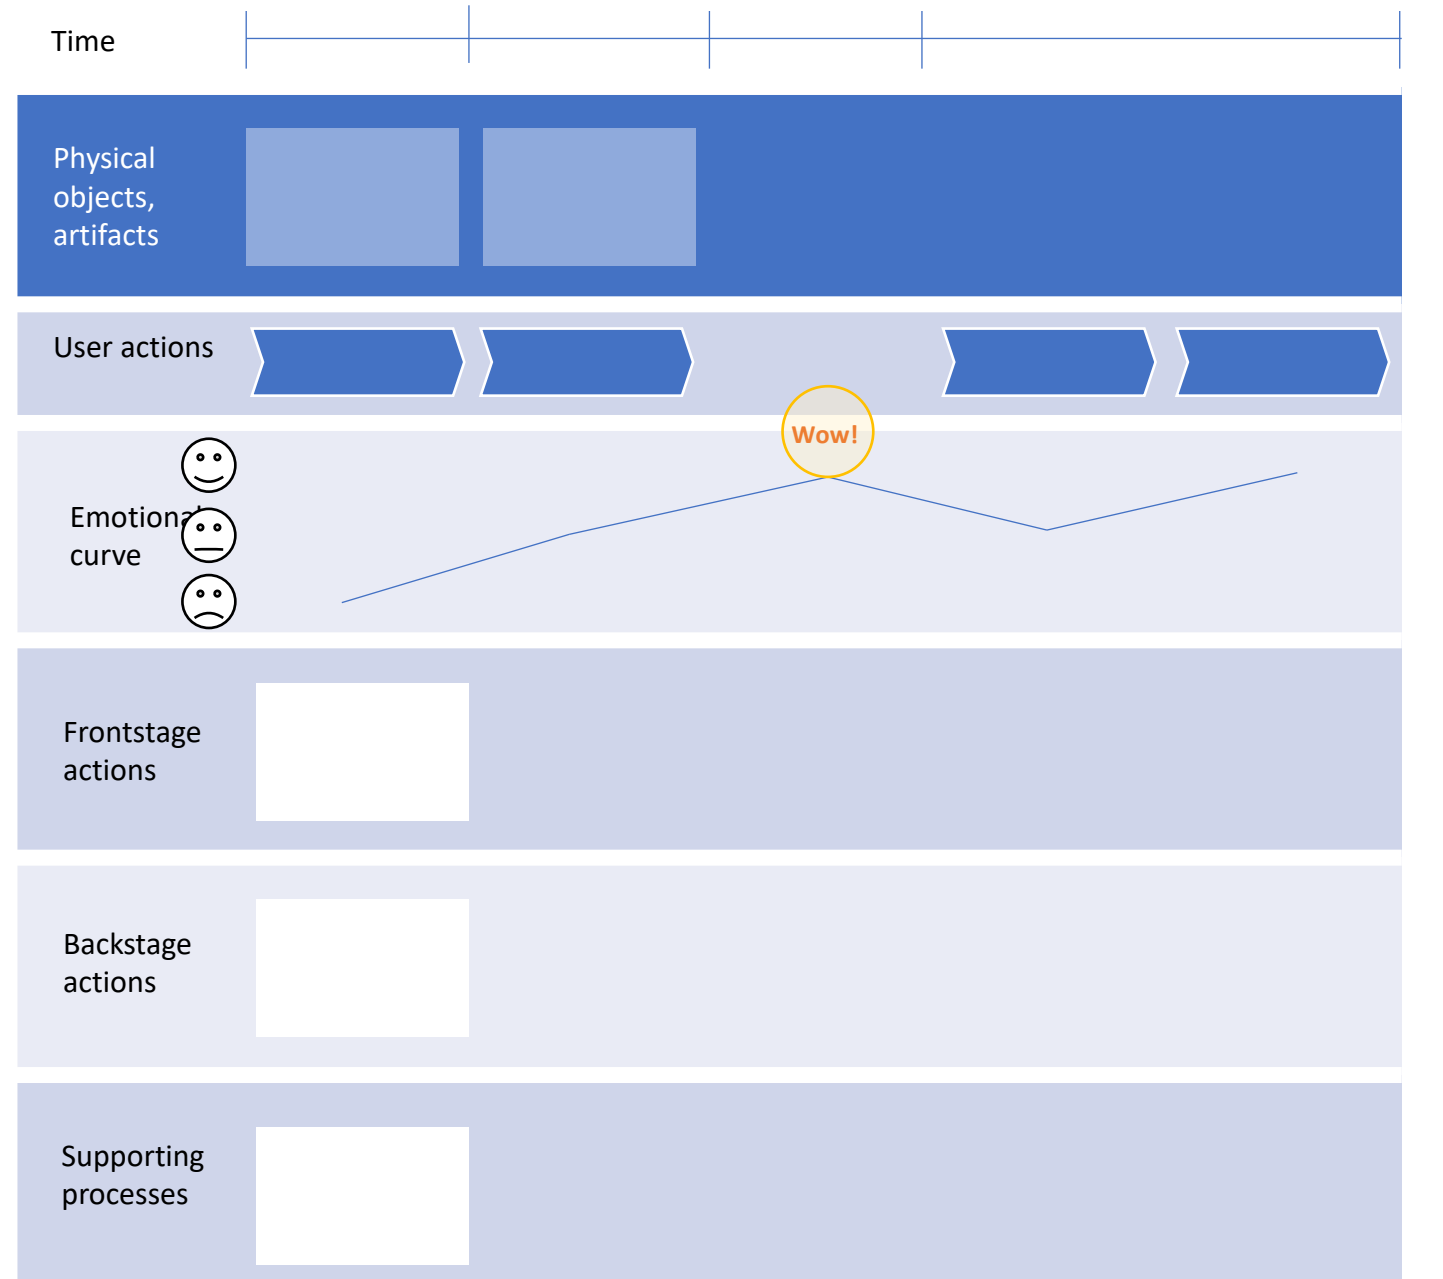 Time
Physical
objects,
artifacts
User actions
Wow!
Emotional
curve
Frontstage
actions
Backstage
actions
Supporting
processes